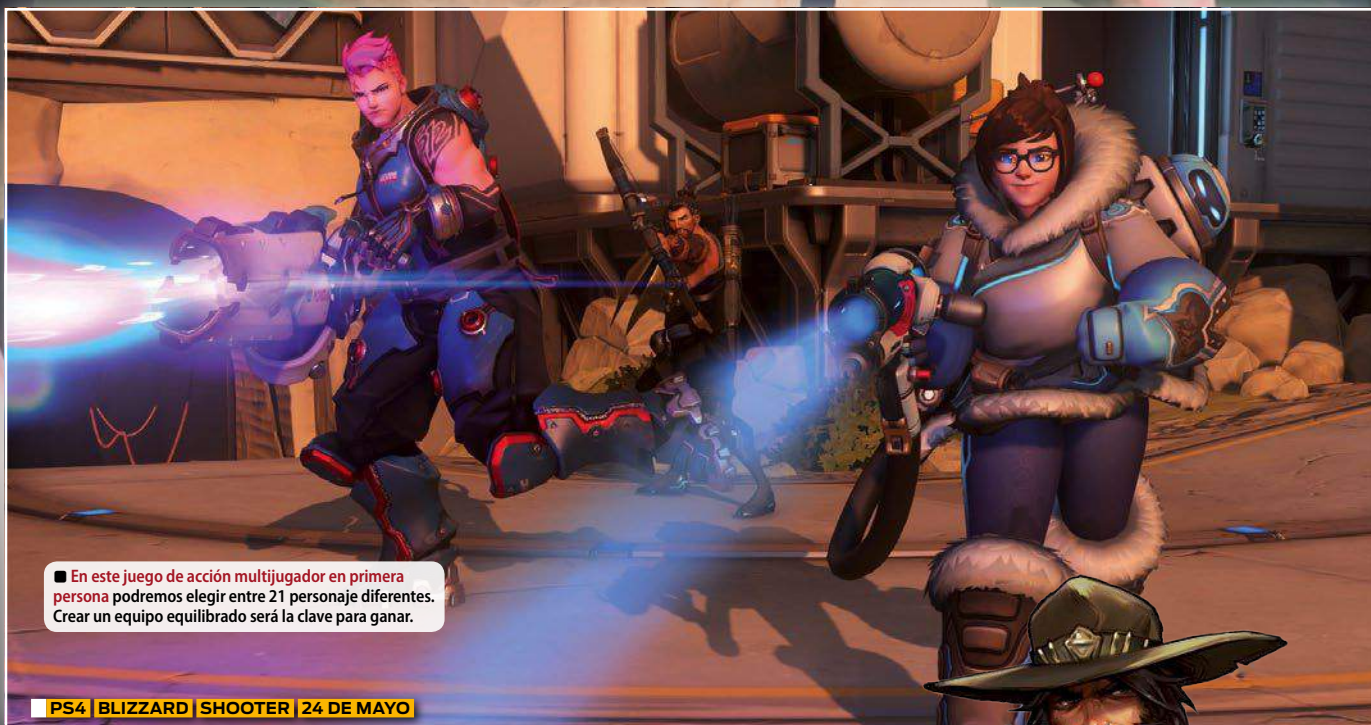 ■ En este juego de acción multijugador en primera
persona podremos elegir entre 21 personaje diferentes.
Crear un equipo equilibrado será la clave para ganar.
PS4 BLIZZARD SHOOTER 24 DE MAYO